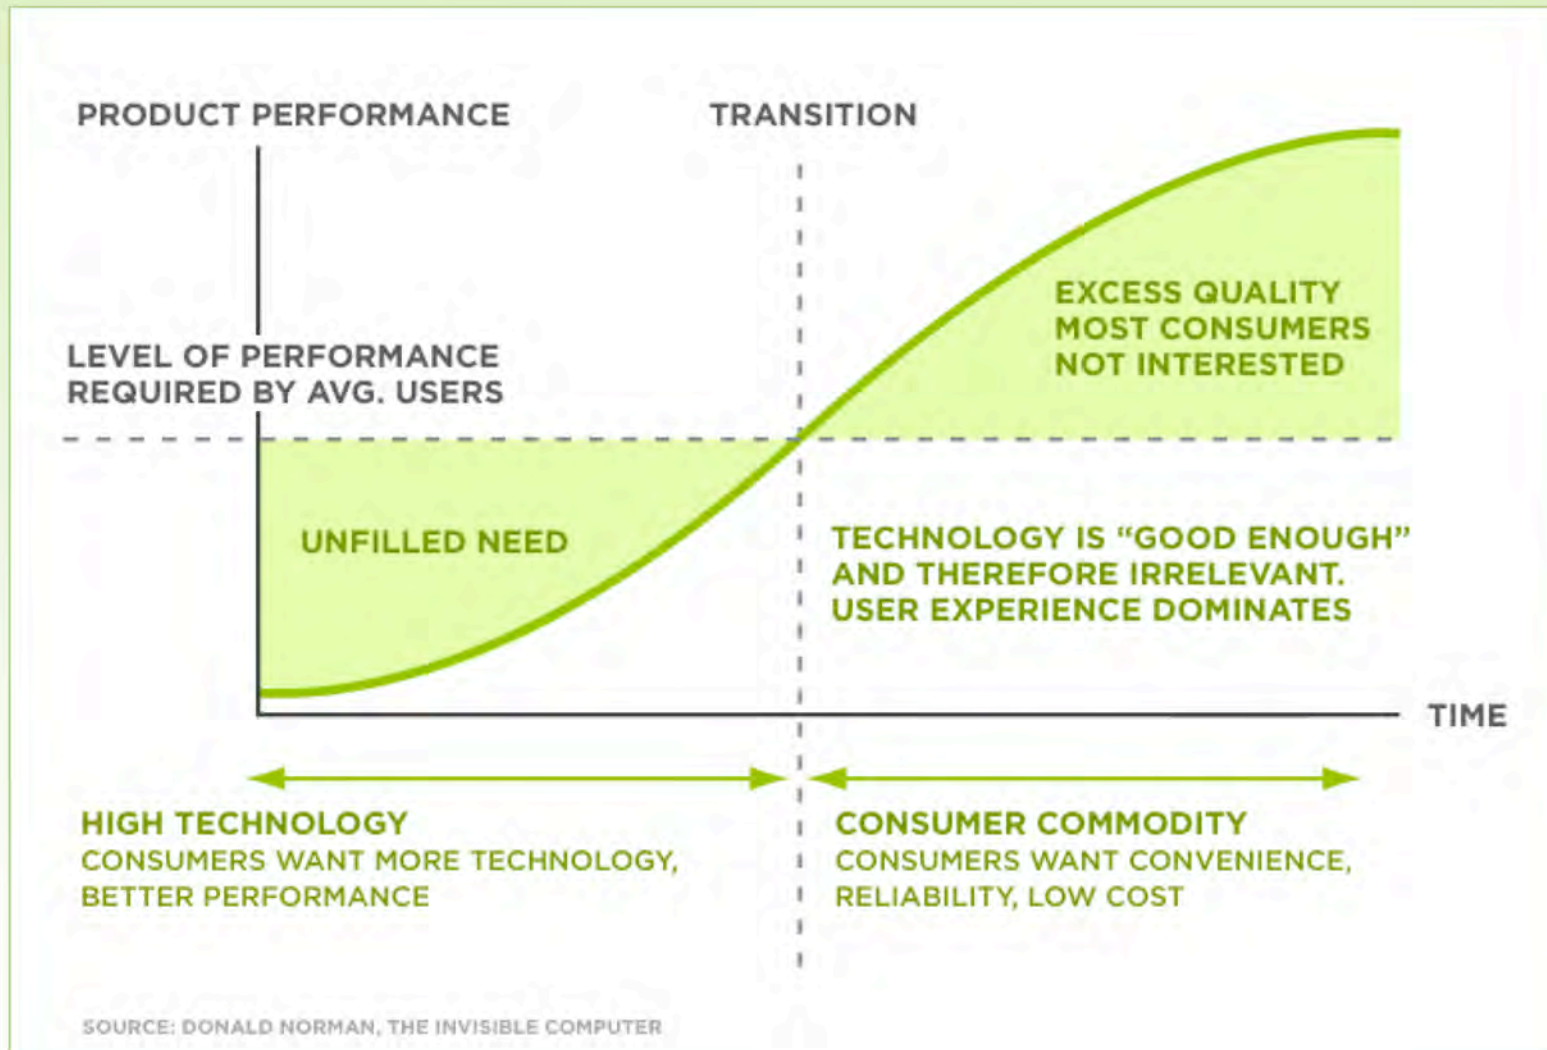 PRODUCT PERFORMANCE
TRANSITION
EXCESS QUALITY
MOST CONSUMERS
NOT INTERESTED
LEVEL OF PERFORMANCE
REQUIRED BY AVG. USERS
UNFILLED NEED
TECHNOLOGY IS “GOOD ENOUGH”
AND THEREFORE IRRELEVANT.
USER EXPERIENCE DOMINATES
TIME
HIGH TECHNOLOGY
CONSUMERS WANT MORE TECHNOLOGY,
BETTER PERFORMANCE
CONSUMER COMMODITY
CONSUMERS WANT CONVENIENCE,
RELIABILITY, LOW COST
SOURCE: DONALD NORMAN, THE INVISIBLE COMPUTER